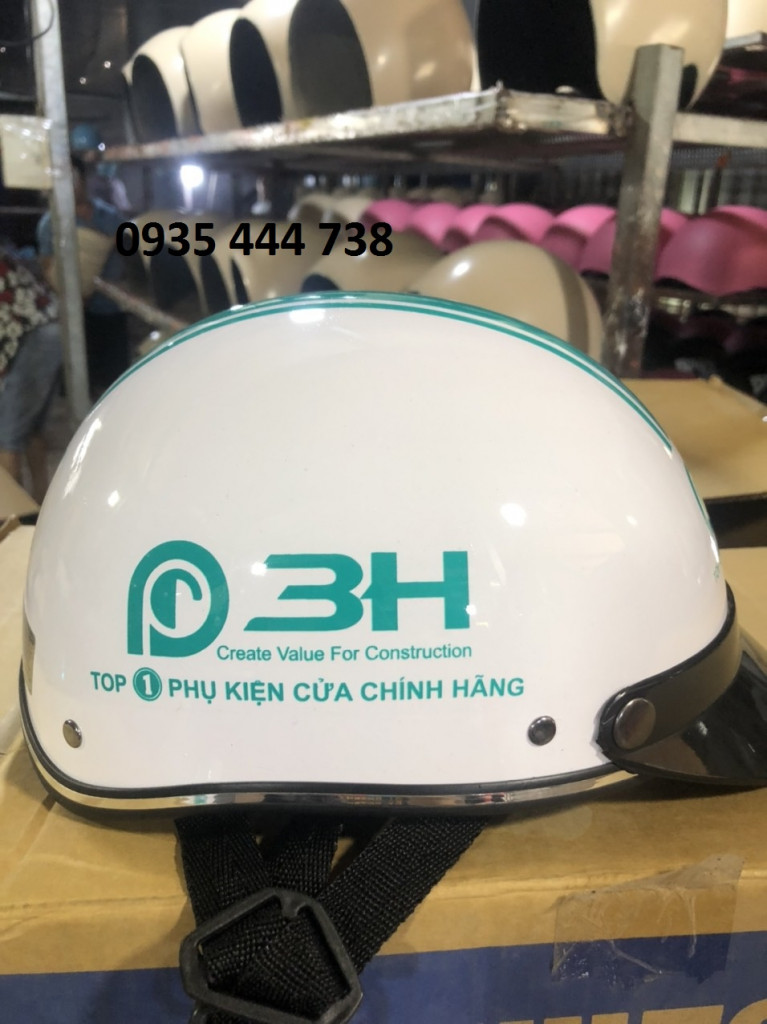 0935 444 738
3H
Create Value For Construction
TOP 1 PHỤ KIỆN CỬA CHÍNH HÃNG